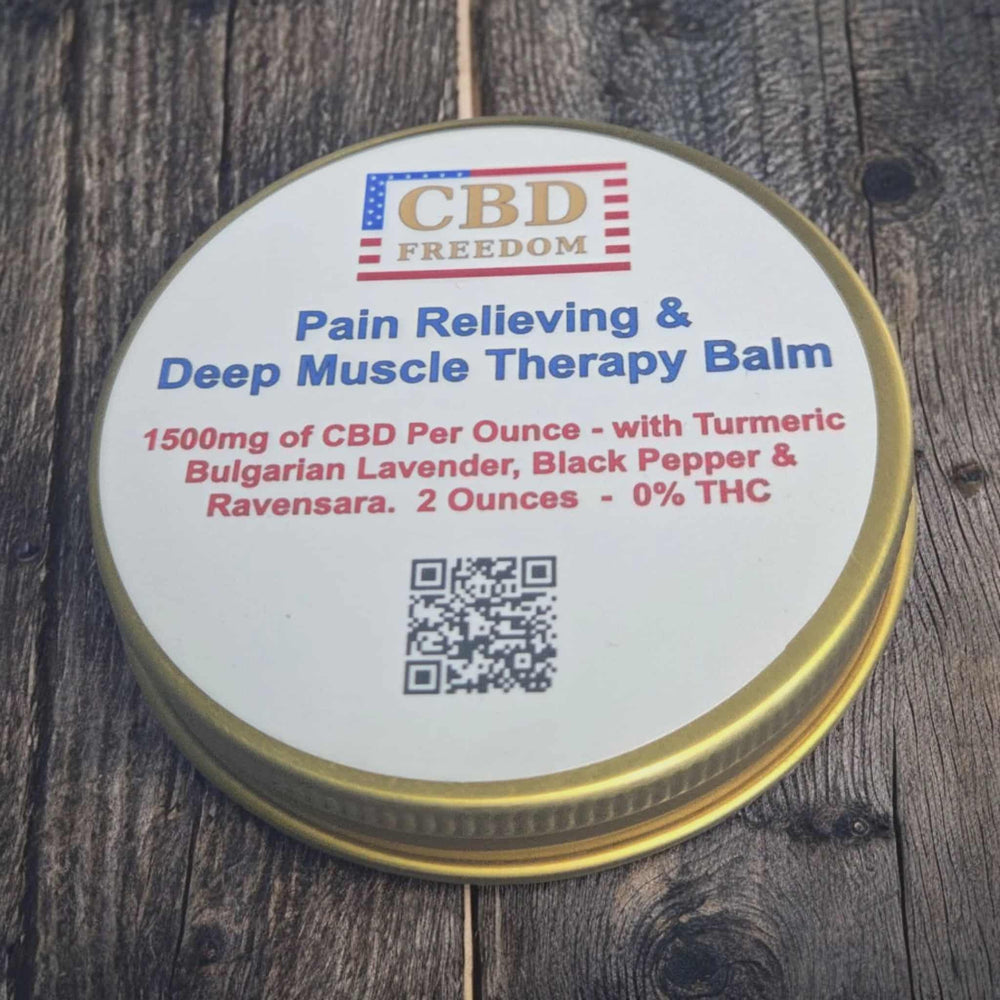 CBD
FREEDOM
Pain Relieving &
Deep Muscle Therapy Balm
1500mg of CBD Per Ounce - with Turmeric
Bulgarian Lavender, Black Pepper &
Ravensara. 2 Ounces - 0% THC